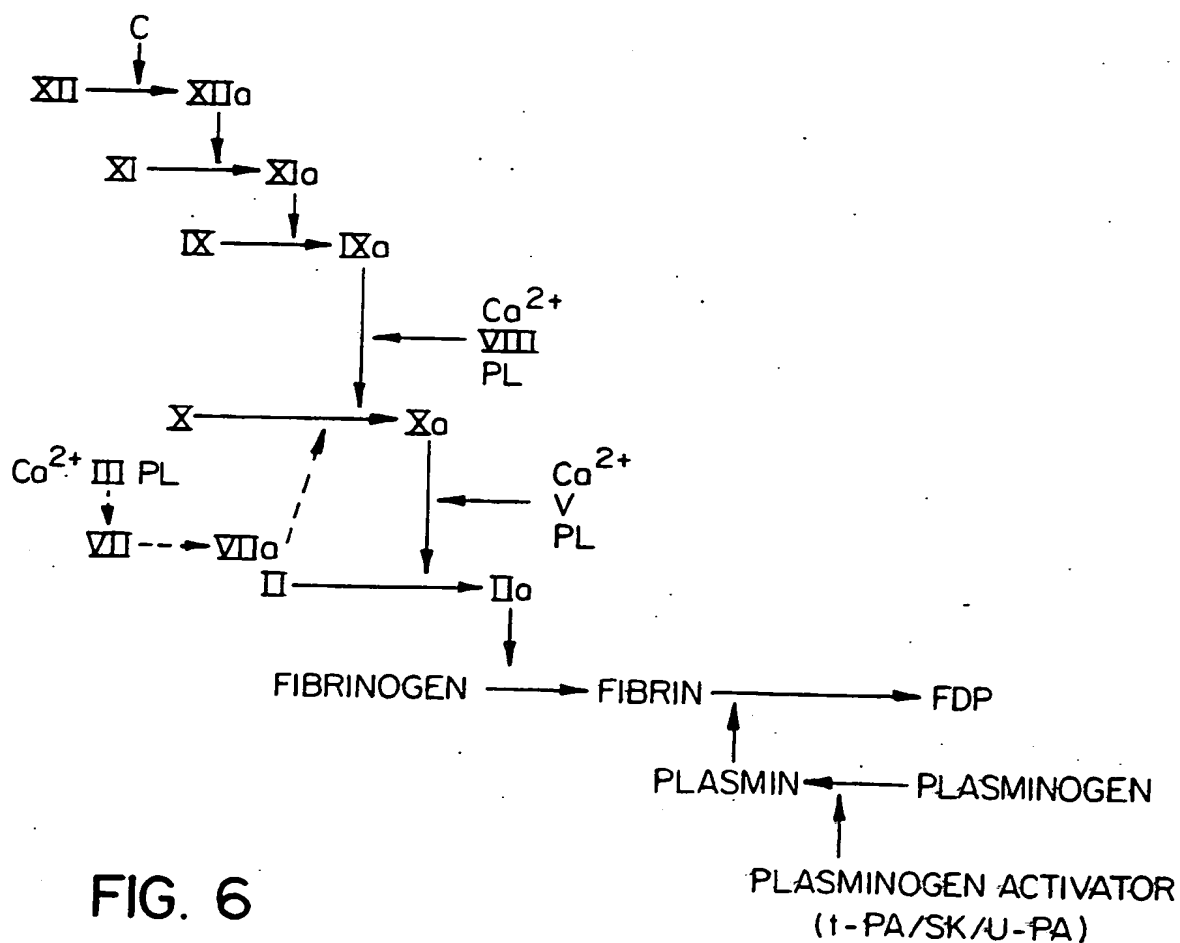 C
XII XIIa
XI XIa
IX IXa
Ca2+
VIII
PL
X Xa
Ca2+ III PL
Ca2+
V
PL
VII VIIa
II IIa
FIBRINOGEN FIBRIN FDP
PLASMIN PLASMINOGEN
PLASMINOGEN ACTIVATOR
(t-PA/SK/U-PA)
FIG. 6